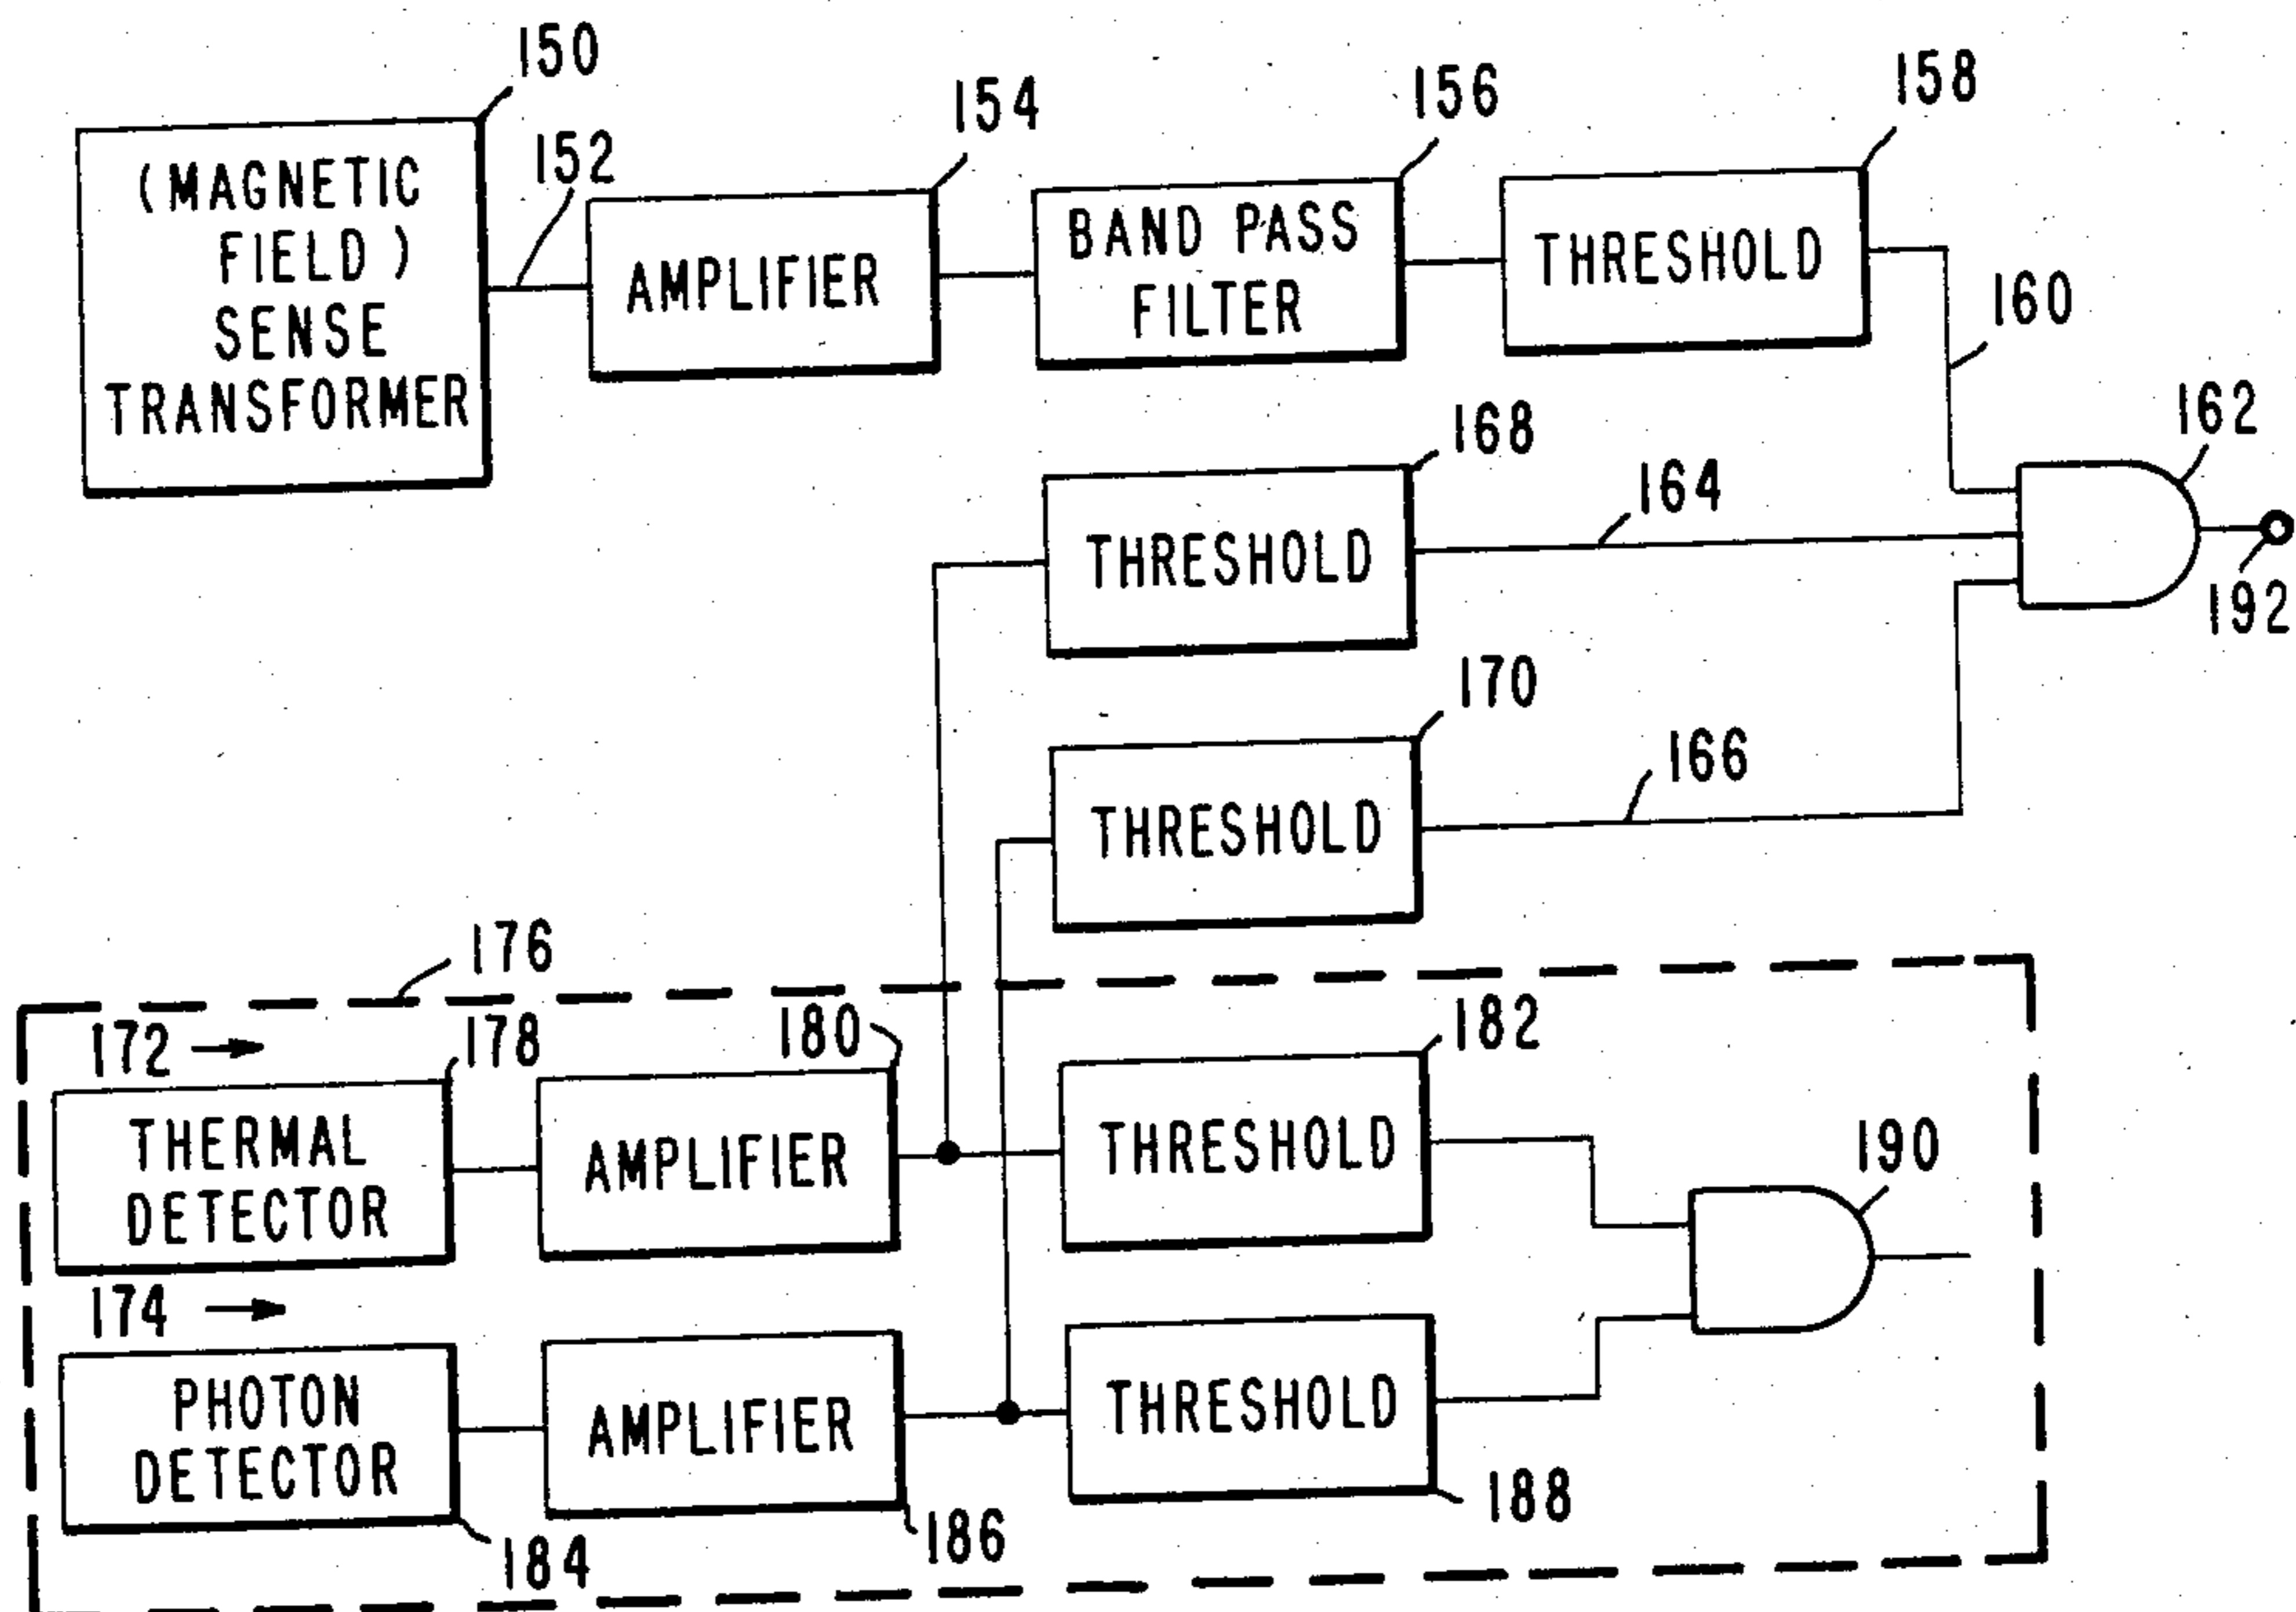 150
152
154
156
158
(MAGNETIC
FIELD)
SENSE
TRANSFORMER
AMPLIFIER
BAND PASS
FILTER
THRESHOLD
160
162
168
164
THRESHOLD
192
170
166
THRESHOLD
176
172
178
180
182
THERMAL
DETECTOR
AMPLIFIER
THRESHOLD
190
174
PHOTON
DETECTOR
AMPLIFIER
THRESHOLD
184
186
188